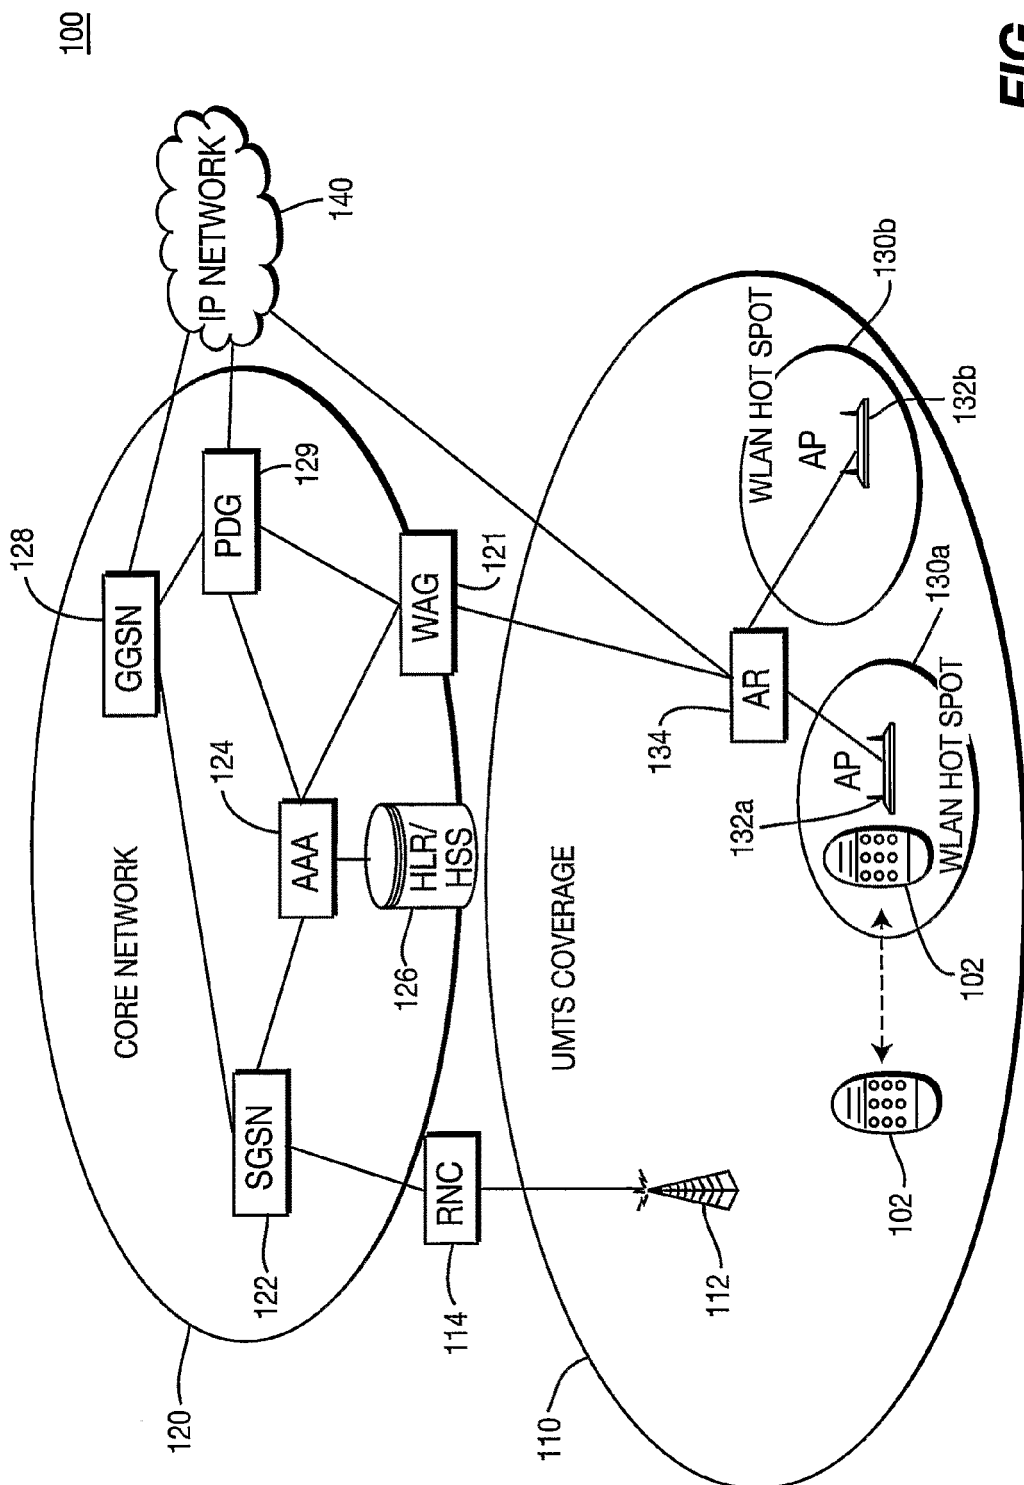 100
IP NETWORK
140
128
GGSN
PDG
129
WAG
121
124
AAA
HLR/
HSS
126
CORE NETWORK
SGSN
122
RNC
114
120
UMTS COVERAGE
110
112
AR
134
WLAN HOT SPOT
AP
130b
132b
130a
WLAN HOT SPOT
AP
132a
102
102
FIG